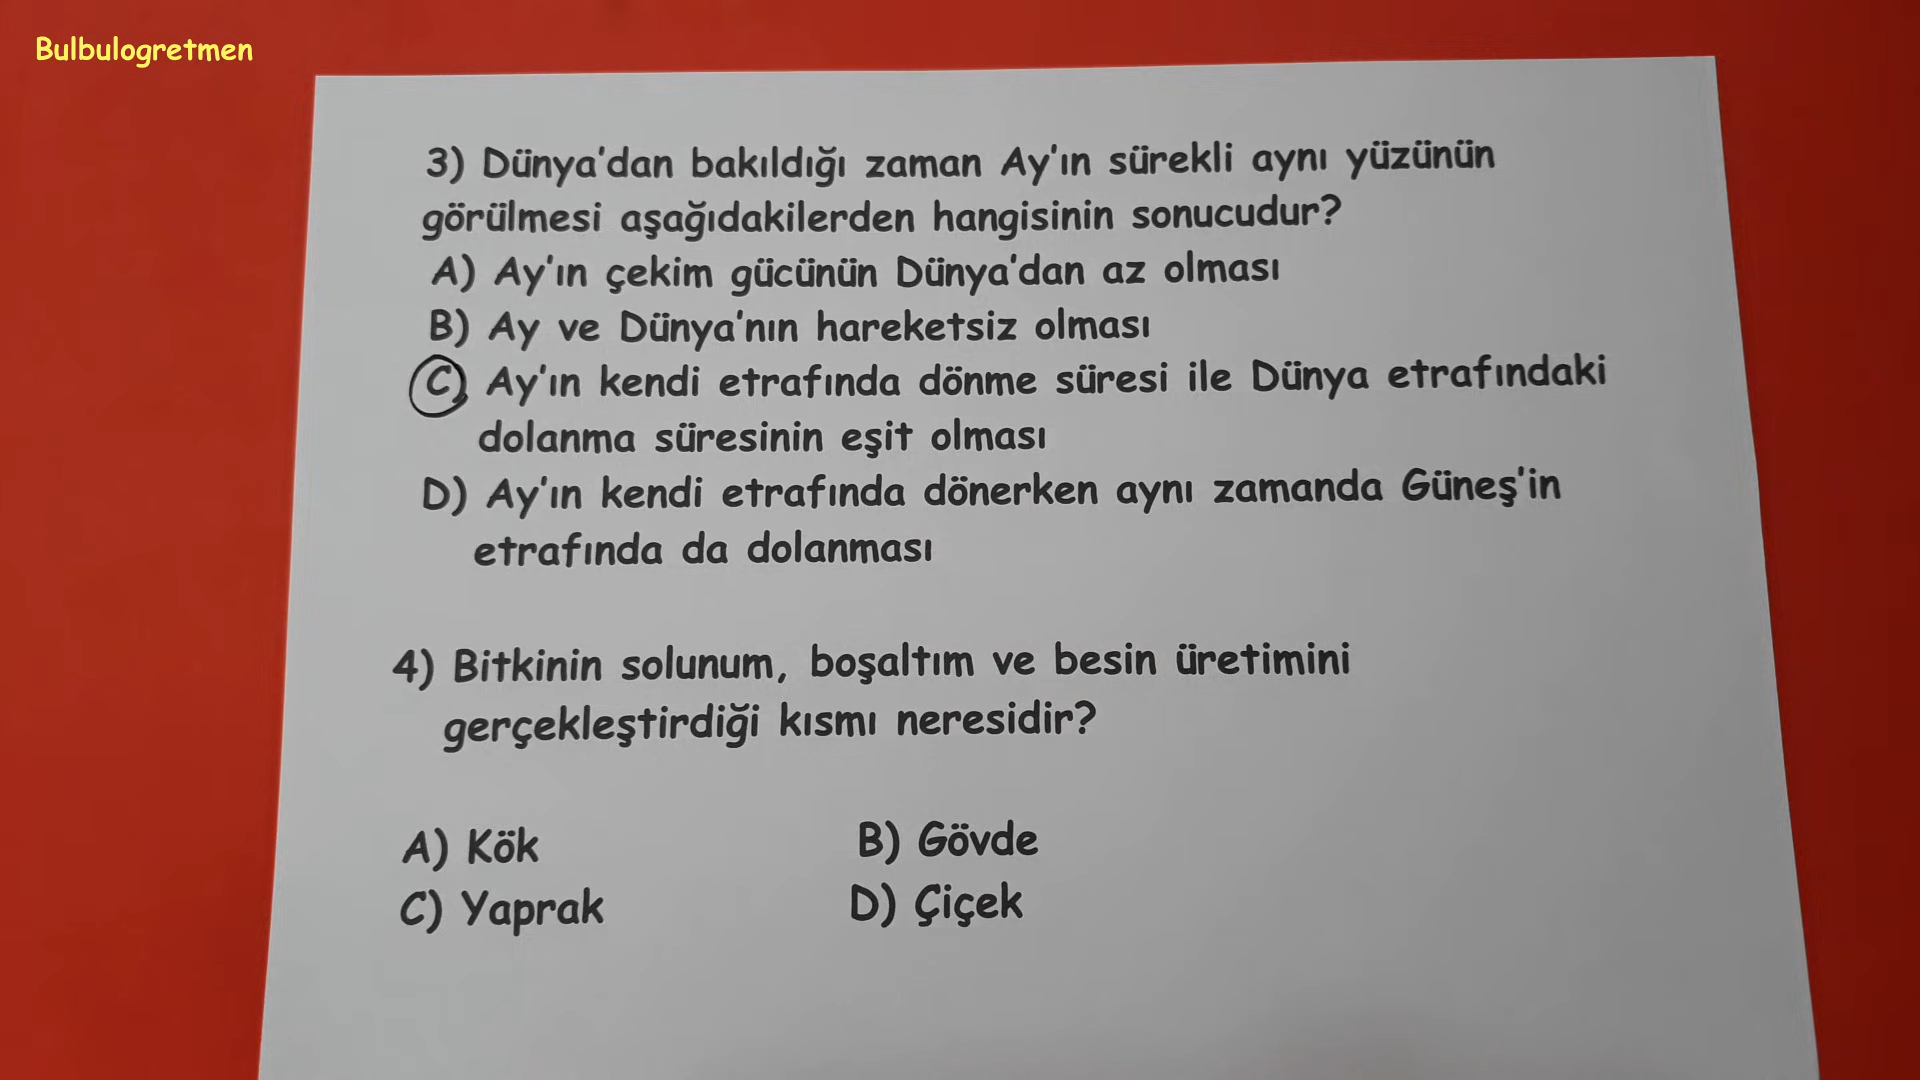 Bulbulogretmen
3) Dünya'dan bakıldığı zaman Ay'ın sürekli aynı yüzünün
görülmesi aşağıdakilerden hangisinin sonucudur?
A) Ay'ın çekim gücünün Dünya'dan az olması
B) Ay ve Dünya'nın hareketsiz olması
C) Ay'ın kendi etrafında dönme süresi ile Dünya etrafındaki
dolanma süresinin eşit olması
D) Ay'ın kendi etrafında dönerken aynı zamanda Güneş'in
etrafında da dolanması
4) Bitkinin solunum, boşaltım ve besin üretimini
gerçekleştirdiği kısmı neresidir?
A) Kök B) Gövde
C) Yaprak D) Çiçek